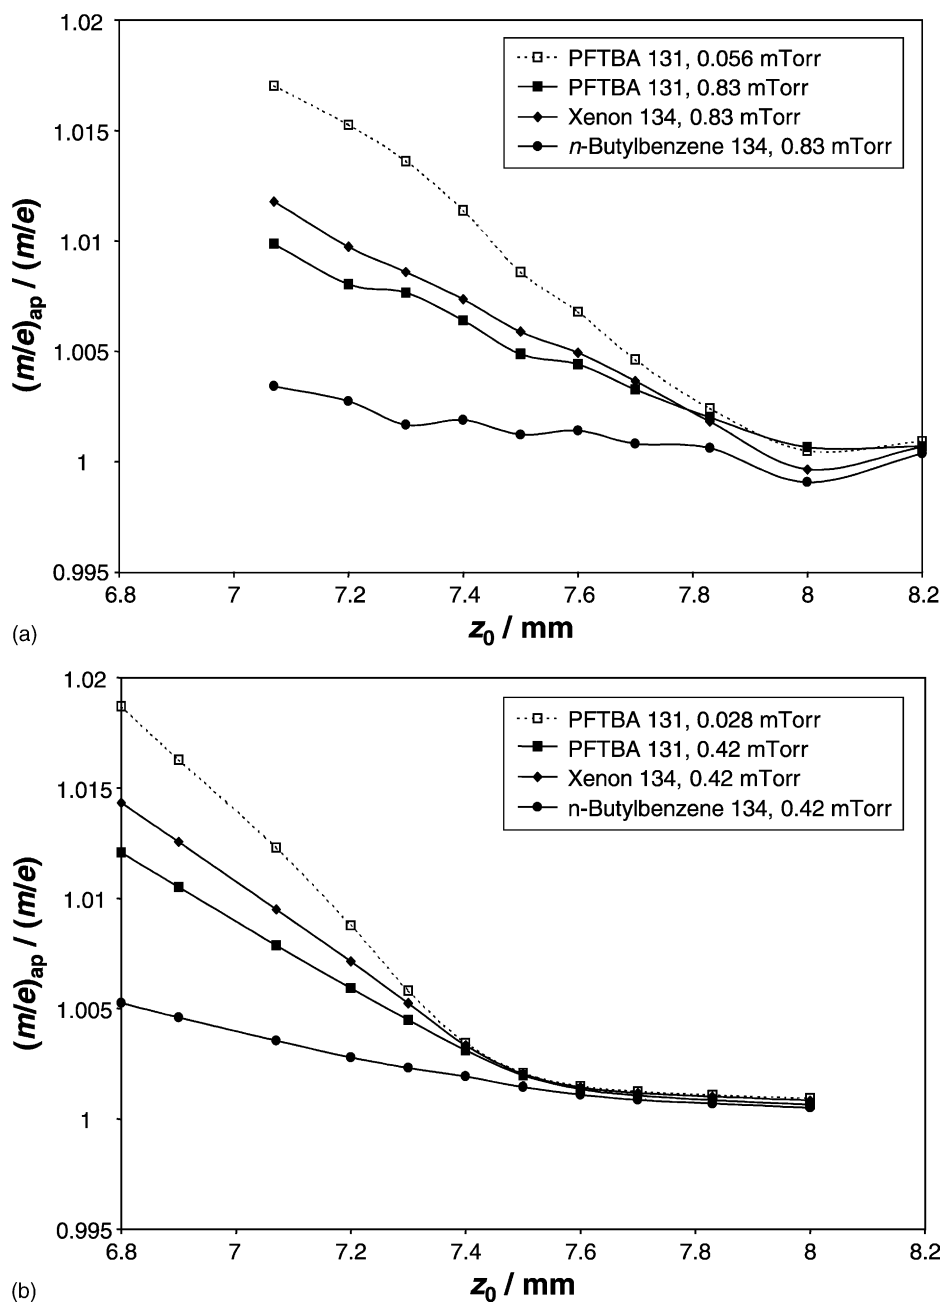 1.02
1.015
1.01
1.005
1
0.995
(m/e)ap / (m/e)
PFTBA 131, 0.056 mTorr
PFTBA 131, 0.83 mTorr
Xenon 134, 0.83 mTorr
n-Butylbenzene 134, 0.83 mTorr
6.8 7 7.2 7.4 7.6 7.8 8 8.2
z0 / mm
(a)
1.02
1.015
1.01
1.005
1
0.995
(m/e)ap / (m/e)
PFTBA 131, 0.028 mTorr
PFTBA 131, 0.42 mTorr
Xenon 134, 0.42 mTorr
n-Butylbenzene 134, 0.42 mTorr
6.8 7 7.2 7.4 7.6 7.8 8 8.2
z0 / mm
(b)